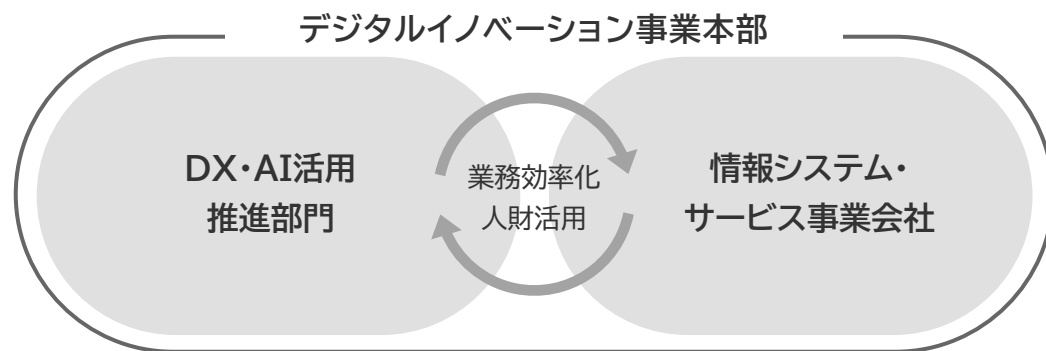 デジタルイノベーション事業本部
DX・AI活用
推進部門
業務効率化
人財活用
情報システム・
サービス事業会社